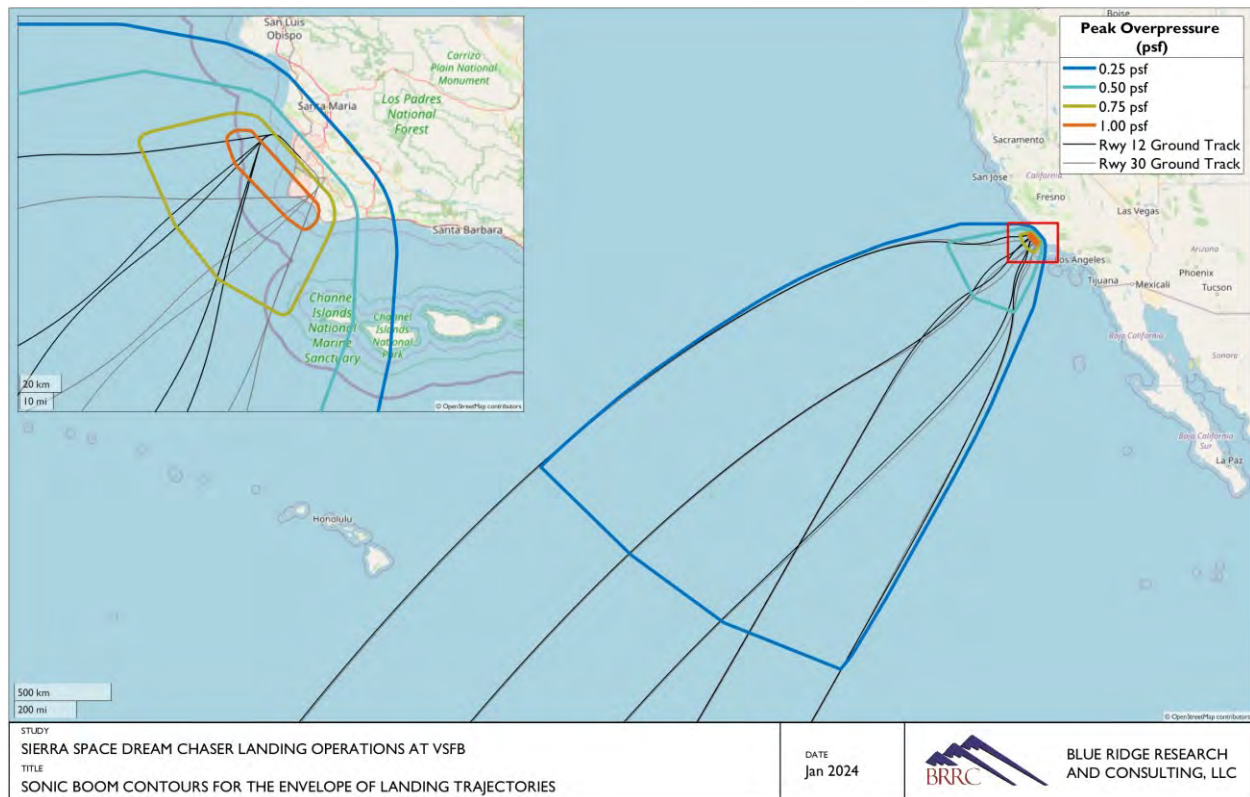 San Luis
Obispo
Carrizo
Plain National
Monument
Santa Maria
Los Padres
National
Forest
Santa Barbara
Channel
Islands
National
Marine
Sanctuary
Channel
Islands
National
Park
20 km
10 mi
© OpenStreetMap contributors
Boise
Peak Overpressure
(psf)
0.25 psf
0.50 psf
0.75 psf
1.00 psf
Rwy 12 Ground Track
Rwy 30 Ground Track
Sacramento
San Jose
California
Fresno
Las Vegas
Los Angeles
Arizona
Phoenix
Tijuana
Mexicali
Tucson
Baja California
Sonora
Baja California
Sur
La Paz
Honolulu
500 km
200 mi
© OpenStreetMap contributors
STUDY
SIERRA SPACE DREAM CHASER LANDING OPERATIONS AT VSFB
TITLE
SONIC BOOM CONTOURS FOR THE ENVELOPE OF LANDING TRAJECTORIES
DATE
Jan 2024
BRRC
BLUE RIDGE RESEARCH
AND CONSULTING, LLC